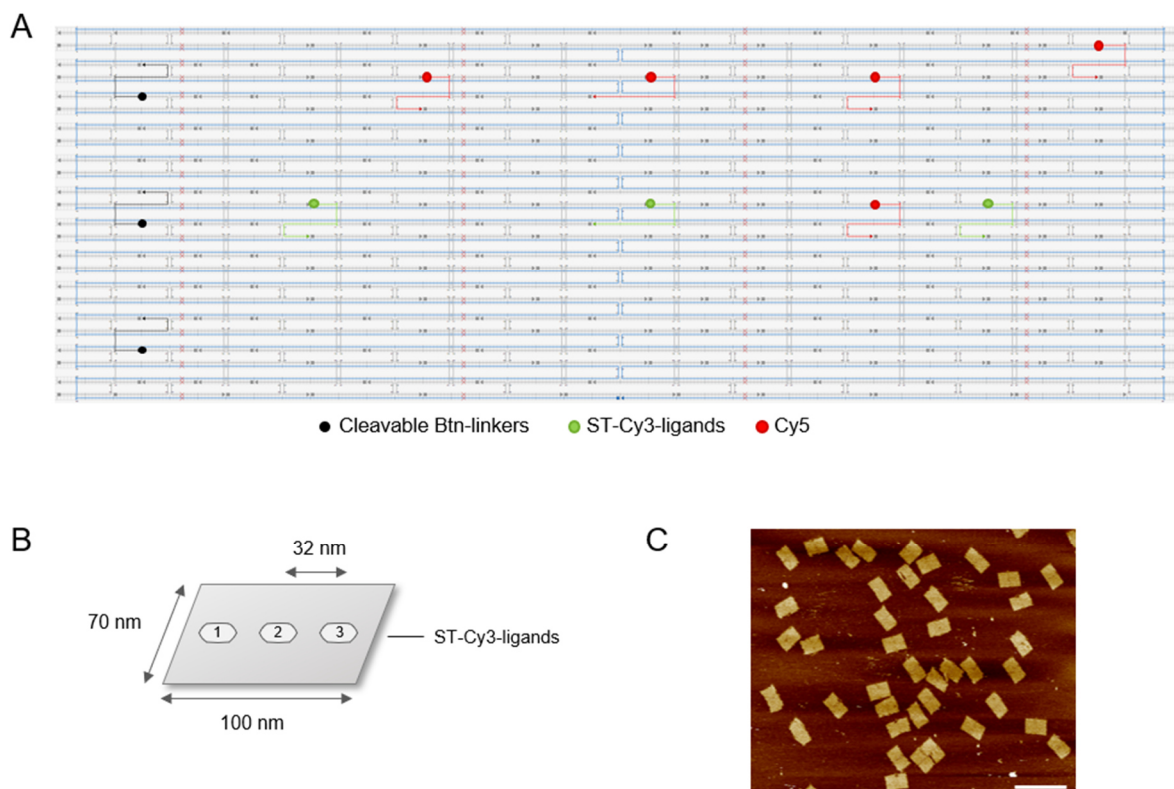 A
Cleavable Btn-linkers ST-Cy3-ligands Cy5
B
32 nm
70 nm
1 2 3
ST-Cy3-ligands
100 nm
C